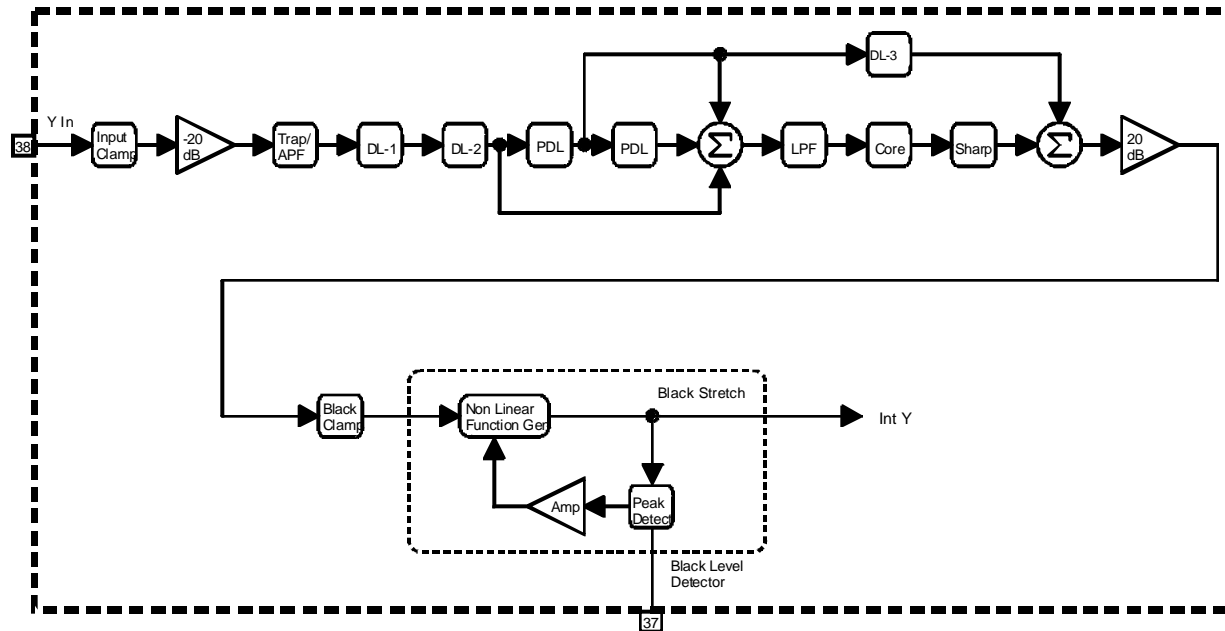 DL-3
Y In
38
Input
Clamp
-20
dB
Trap/
APF
DL-1
DL-2
PDL
PDL
Σ
LPF
Core
Sharp
Σ
20
dB
Black Stretch
Black
Clamp
Non Linear
Function Gen
Int Y
Amp
Peak
Detect
Black Level
Detector
37